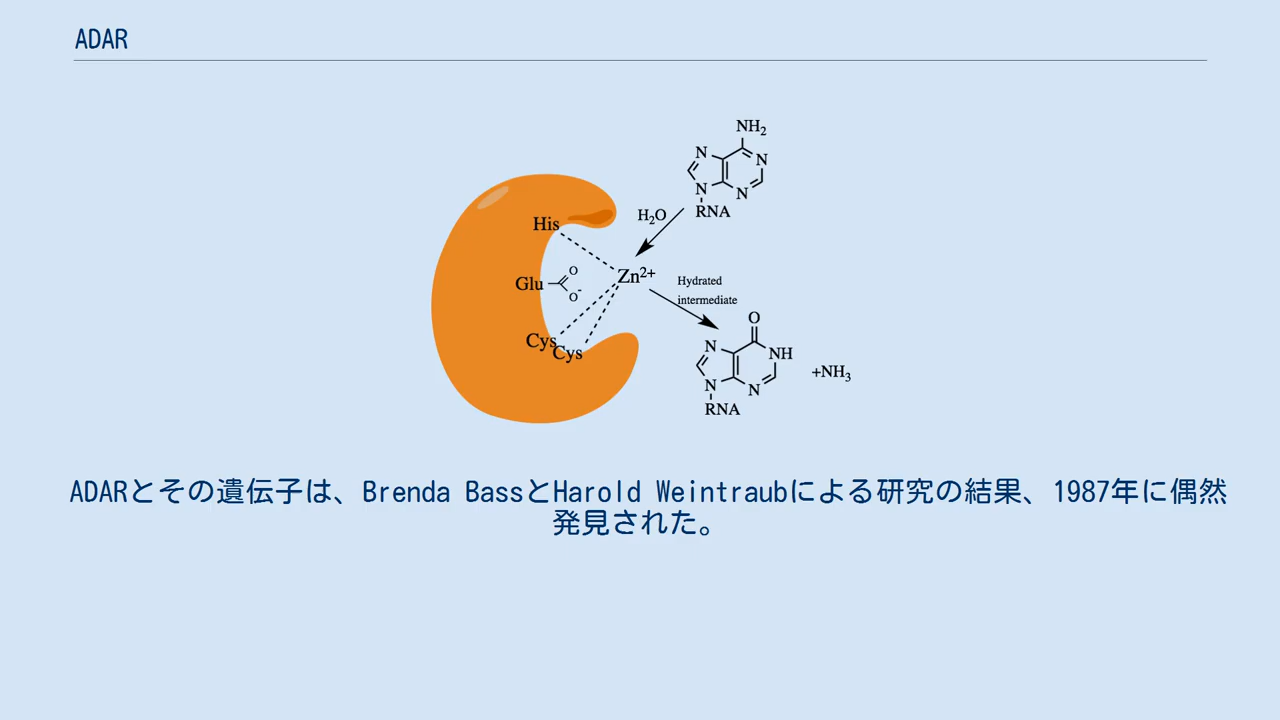 ADAR
NH2
N
N
N
N
RNA
H2O
His
Zn2+
Glu
O
O-
Hydrated
intermediate
Cys
Cys
O
N
NH
N
N
RNA
+NH3
ADARとその遺伝子は、Brenda BassとHarold Weintraubによる研究の結果、1987年に偶然
発見された。